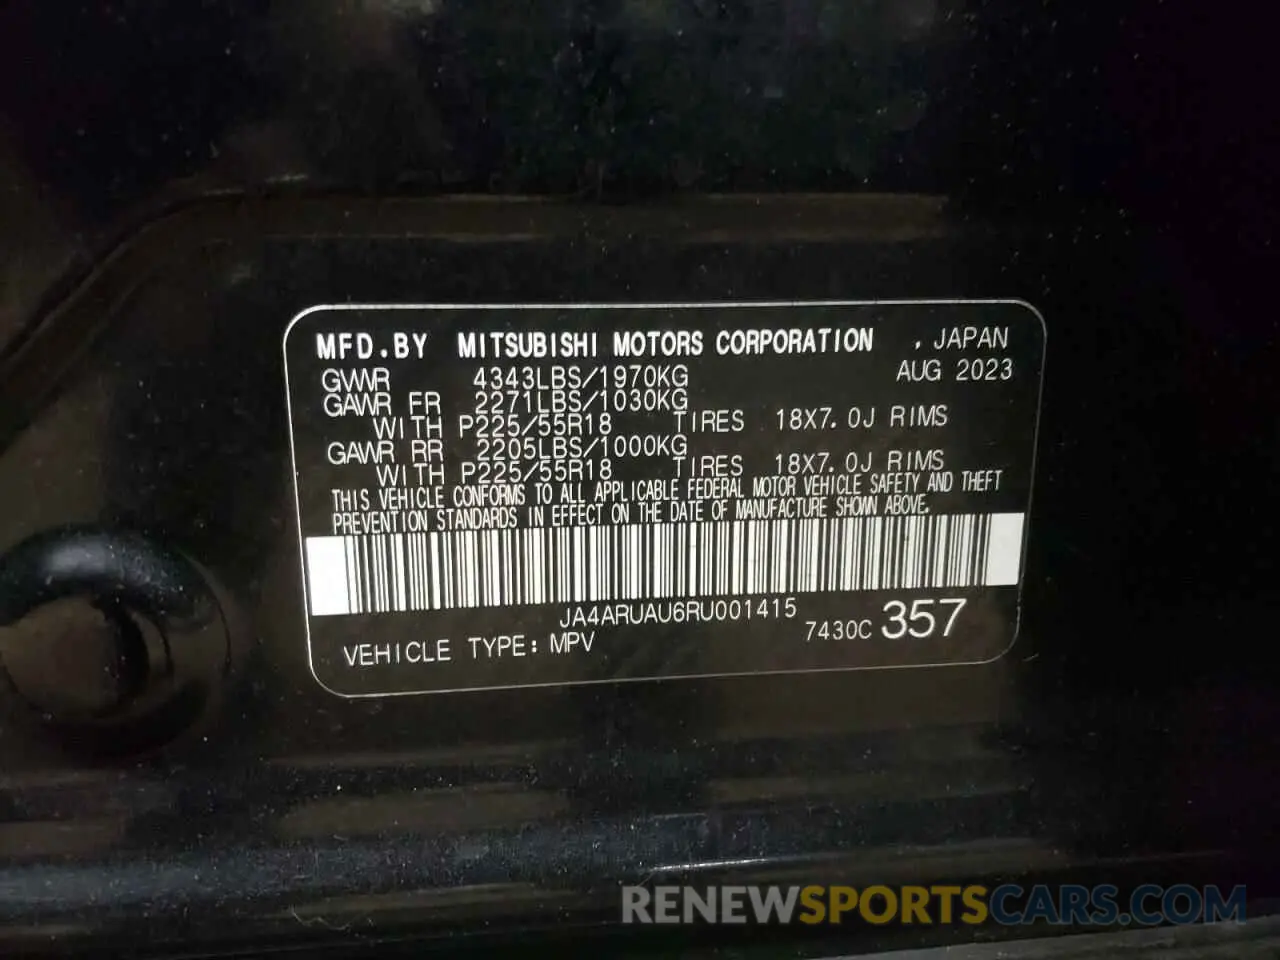 MFD.BY MITSUBISHI MOTORS CORPORATION , JAPAN
GVWR 4343LBS/1970KG AUG 2023
GAWR FR 2271LBS/1030KG
WITH P225/55R18 TIRES 18X7.0J RIMS
GAWR RR 2205LBS/1000KG
WITH P225/55R18 TIRES 18X7.0J RIMS
THIS VEHICLE CONFORMS TO ALL APPLICABLE FEDERAL MOTOR VEHICLE SAFETY AND THEFT
PREVENTION STANDARDS IN EFFECT ON THE DATE OF MANUFACTURE SHOWN ABOVE.
JA4ARUAU6RU001415
VEHICLE TYPE: MPV 7430C 357
RENEWSPORTSCARS.COM